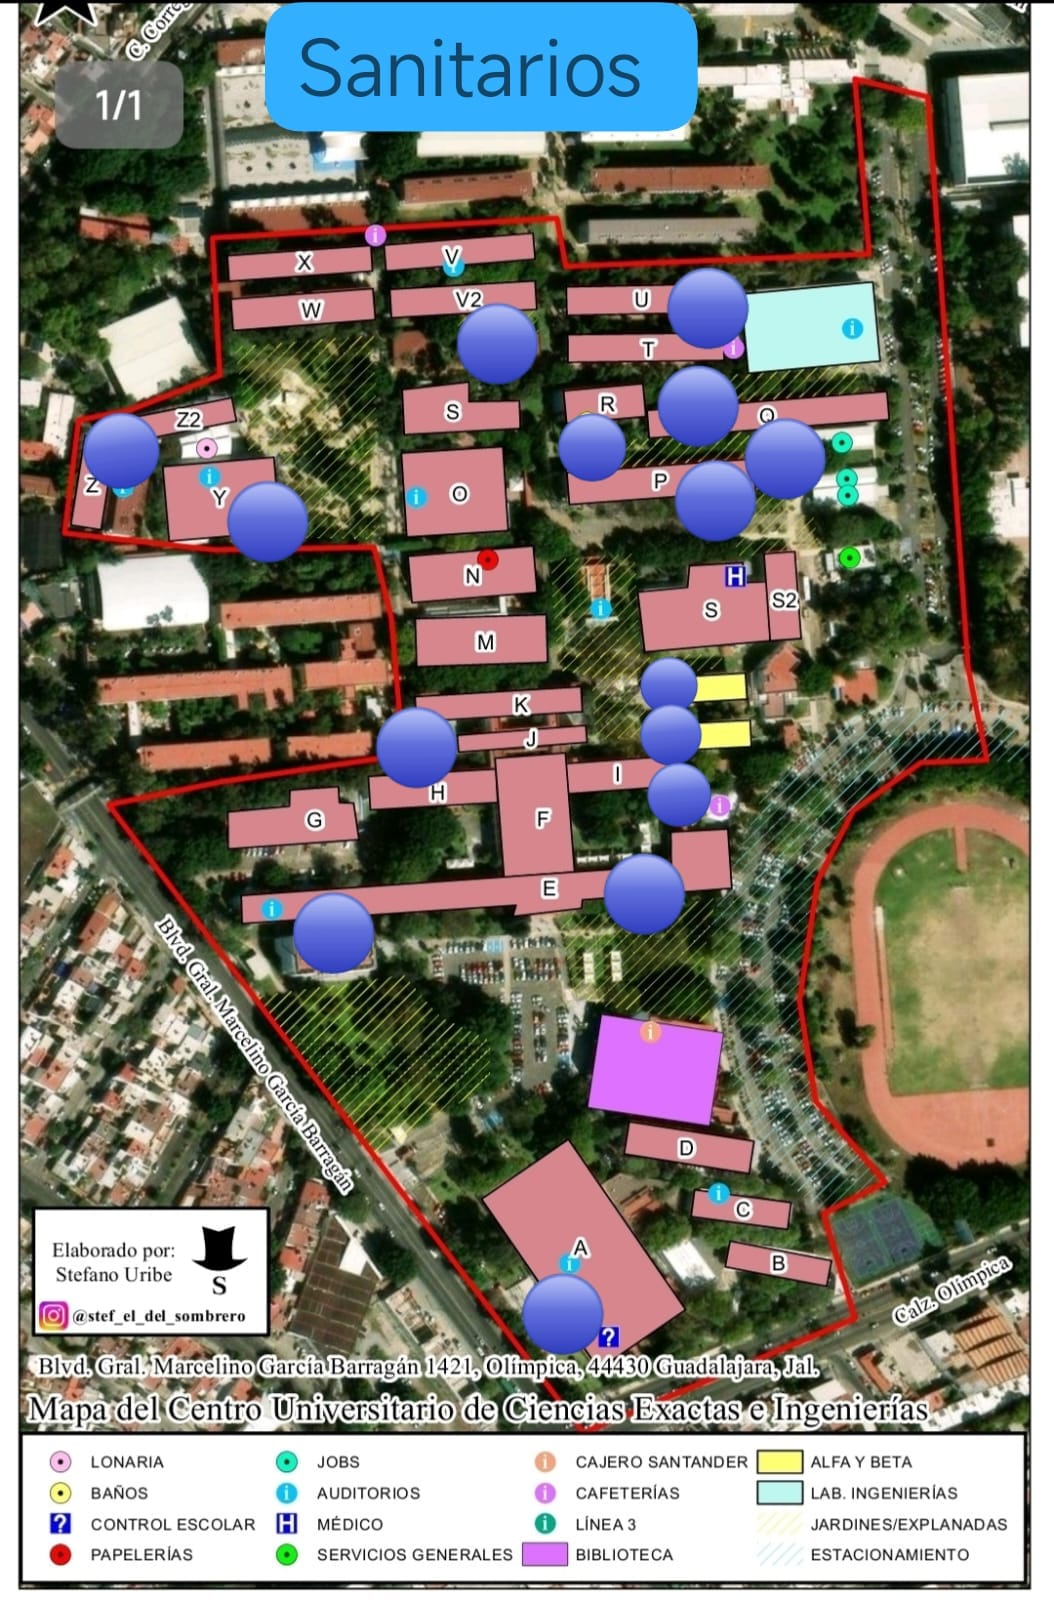 C. Correg
Sanitarios
1/1
X
V
W
V2
U
T
Z2
S
R
Q
Z
Y
O
P
N
H
S
S2
M
K
J
I
H
G
F
E
Blvd. Gral. Marcelino García Barragán
D
C
A
B
?
Calz. Olímpica
Elaborado por:
Stefano Uribe
S
@stef_el_del_sombrero
Blvd. Gral. Marcelino García Barragán 1421, Olímpica, 44430 Guadalajara, Jal.
Mapa del Centro Universitario de Ciencias Exactas e Ingenierías
LONARIA
JOBS
CAJERO SANTANDER
ALFA Y BETA
BAÑOS
AUDITORIOS
CAFETERÍAS
LAB. INGENIERÍAS
? CONTROL ESCOLAR
H MÉDICO
LÍNEA 3
JARDINES/EXPLANADAS
PAPELERÍAS
SERVICIOS GENERALES
BIBLIOTECA
ESTACIONAMIENTO